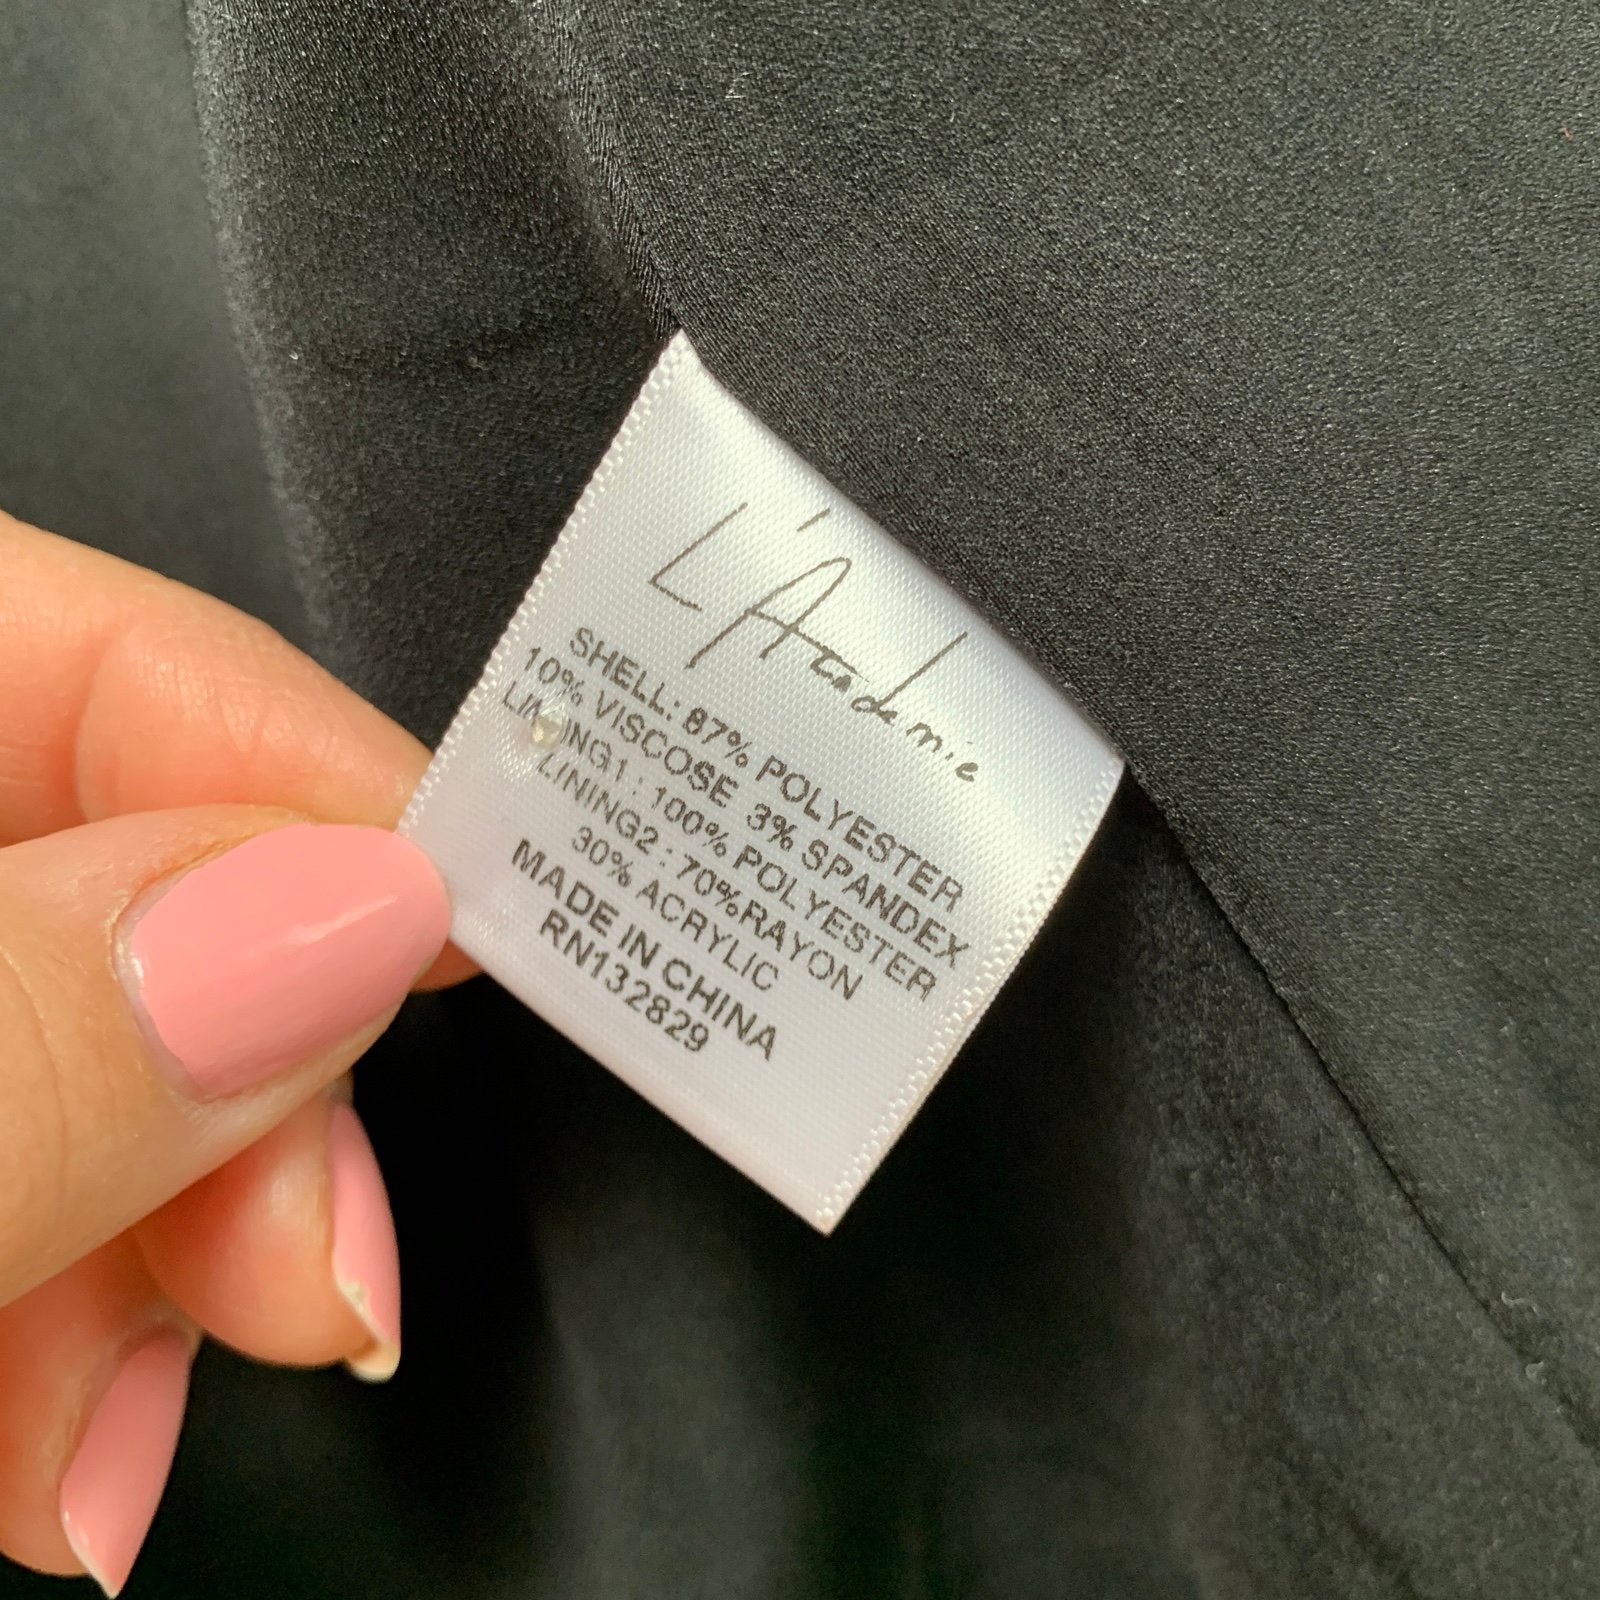 L'Academie
SHELL: 87% POLYESTER
10% VISCOSE 3% SPANDEX
LINING1 : 100% POLYESTER
LINING2 : 70%RAYON
30% ACRYLIC
MADE IN CHINA
RN132829